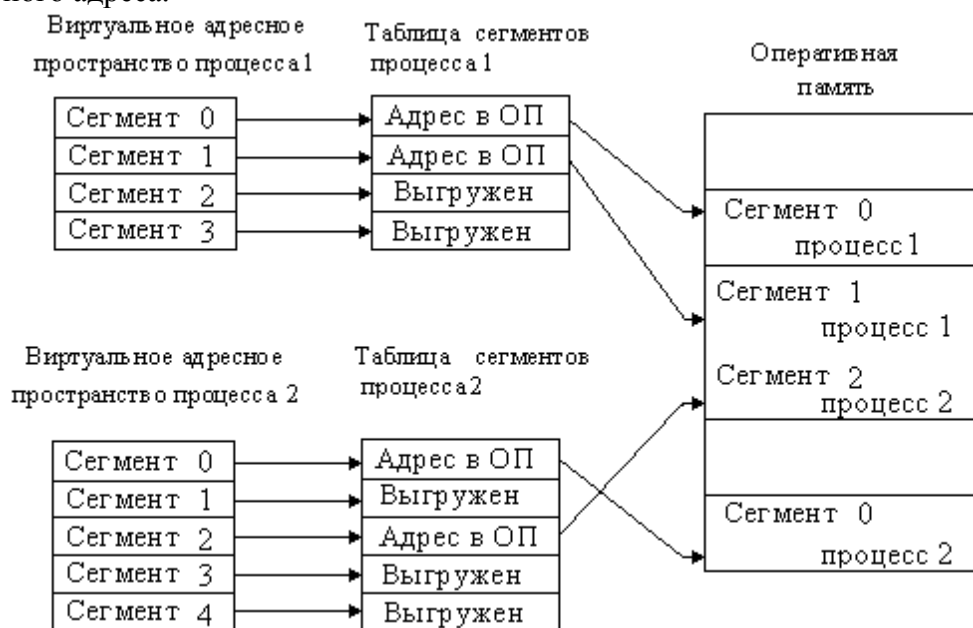 ного адреса.
Виртуальное адресное
пространство процесса1
Таблица сегментов
процесса1
Оперативная
память
Сегмент 0
Сегмент 1
Сегмент 2
Сегмент 3
Адрес в ОП
Адрес в ОП
Выгружен
Выгружен
Сегмент 0
процесс1
Сегмент 1
процесс 1
Сегмент 2
процесс 2
Сегмент 0
процесс 2
Виртуальное адресное
пространство процесса 2
Таблица сегментов
процесса2
Сегмент 0
Сегмент 1
Сегмент 2
Сегмент 3
Сегмент 4
Адрес в ОП
Выгружен
Адрес в ОП
Выгружен
Выгружен